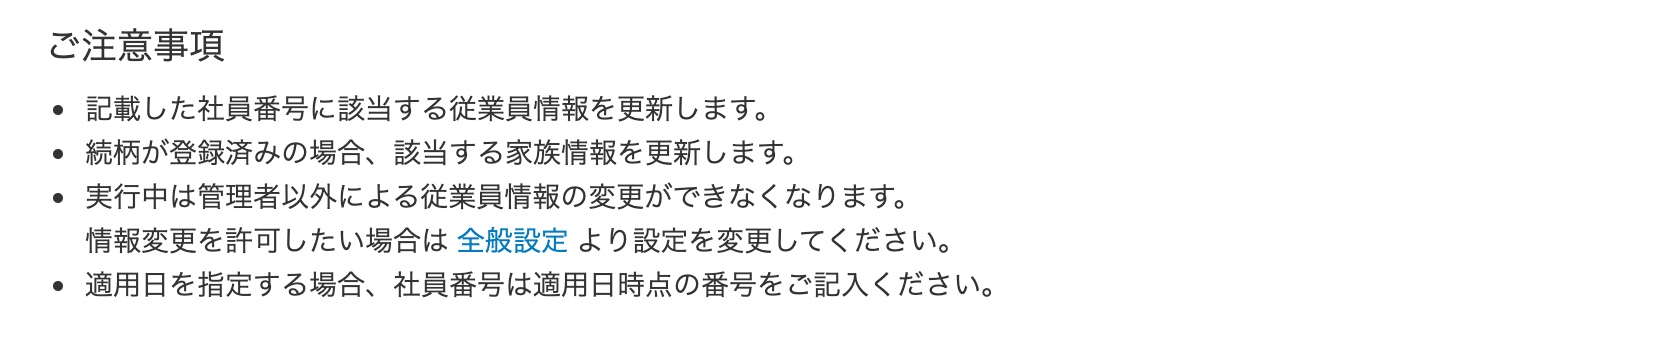 ご注意事項
• 記載した社員番号に該当する従業員情報を更新します。
• 続柄が登録済みの場合、該当する家族情報を更新します。
• 実行中は管理者以外による従業員情報の変更ができなくなります。
情報変更を許可したい場合は 全般設定 より設定を変更してください。
• 適用日を指定する場合、社員番号は適用日時点の番号をご記入ください。